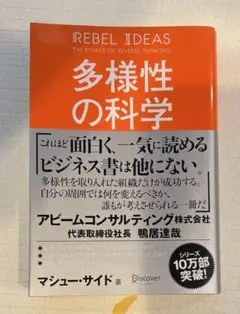 REBEL IDEAS
THE POWER OF DIVERSE THINKING
多様性
の科学
「これほど面白く、一気に読める
ビジネス書は他にない。」
多様性を取り入れた組織だけが成功する。
自分の周囲では何を変えるべきか、
誰もが考えさせられる一冊だ
アビームコンサルティング株式会社
代表取締役社長 鴨居達哉
シリーズ
10万部
突破!
マシュー・サイド 著
Discover